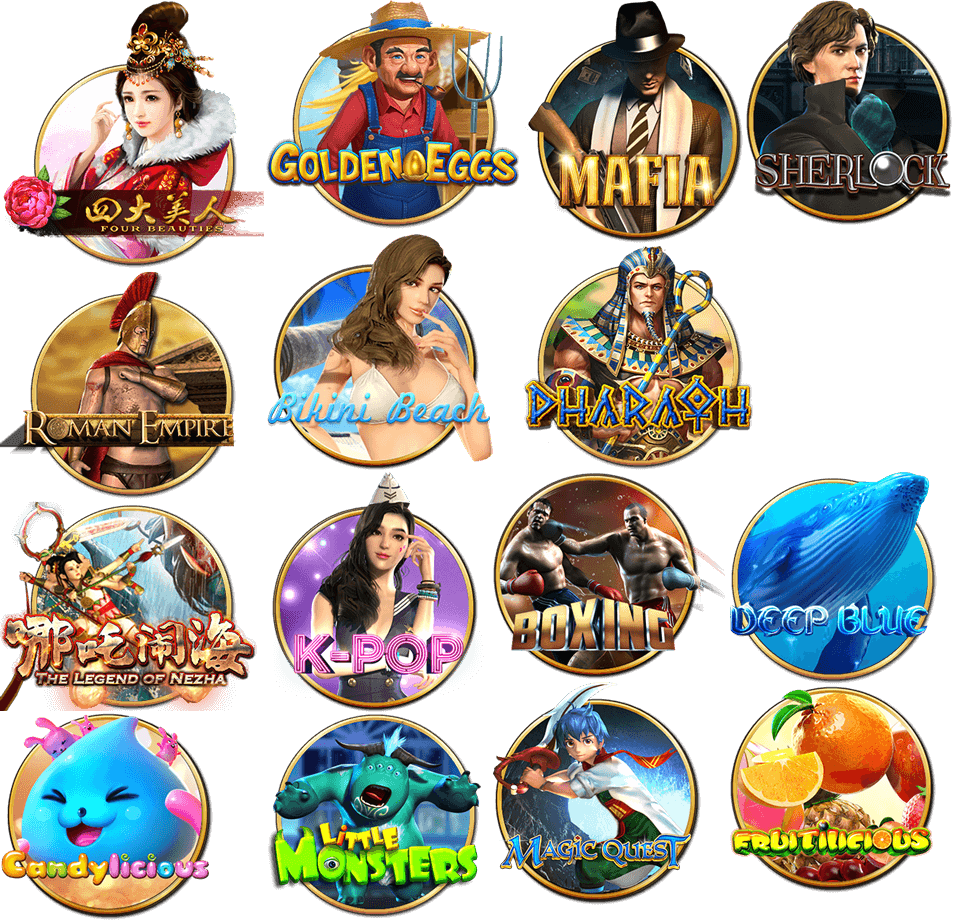 四大美人
FOUR BEAUTIES
GOLDEN EGGS
MAFIA
SHERLOCK
ROMAN EMPIRE
Bikini Beach
PHARAOH
哪吒闹海
THE LEGEND OF NEZHA
K-POP
BOXING
DEEP BLUE
Candylicious
LITTLE
MONSTERS
MAGIC QUEST
FRUITILICIOUS